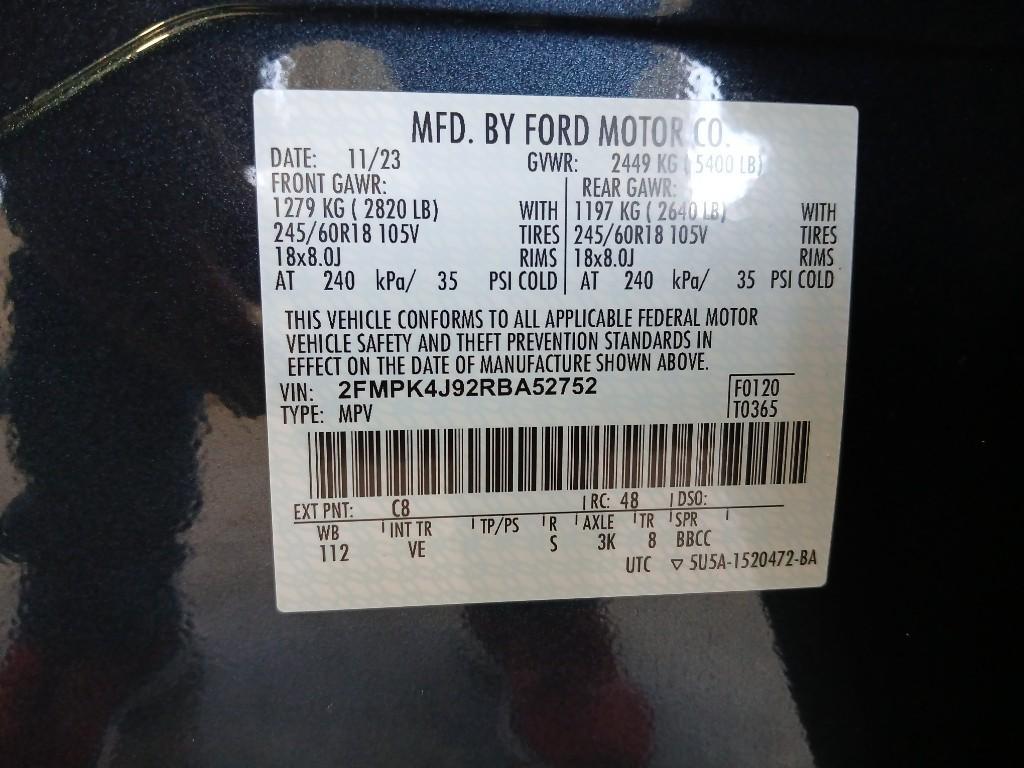 MFD. BY FORD MOTOR CO.
DATE: 11/23 GVWR: 2449 KG ( 5400 LB)
FRONT GAWR: REAR GAWR:
1279 KG ( 2820 LB) WITH 1197 KG ( 2640 LB) WITH
245/60R18 105V TIRES 245/60R18 105V TIRES
18x8.0J RIMS 18x8.0J RIMS
AT 240 kPa/ 35 PSI COLD AT 240 kPa/ 35 PSI COLD
THIS VEHICLE CONFORMS TO ALL APPLICABLE FEDERAL MOTOR
VEHICLE SAFETY AND THEFT PREVENTION STANDARDS IN
EFFECT ON THE DATE OF MANUFACTURE SHOWN ABOVE.
VIN: 2FMPK4J92RBA52752 F0120
TYPE: MPV T0365
EXT PNT: C8 RC: 48 DSO:
WB INT TR TP/PS R AXLE TR SPR
112 VE S 3K 8 BBCC
UTC ▽ 5U5A-1520472-BA